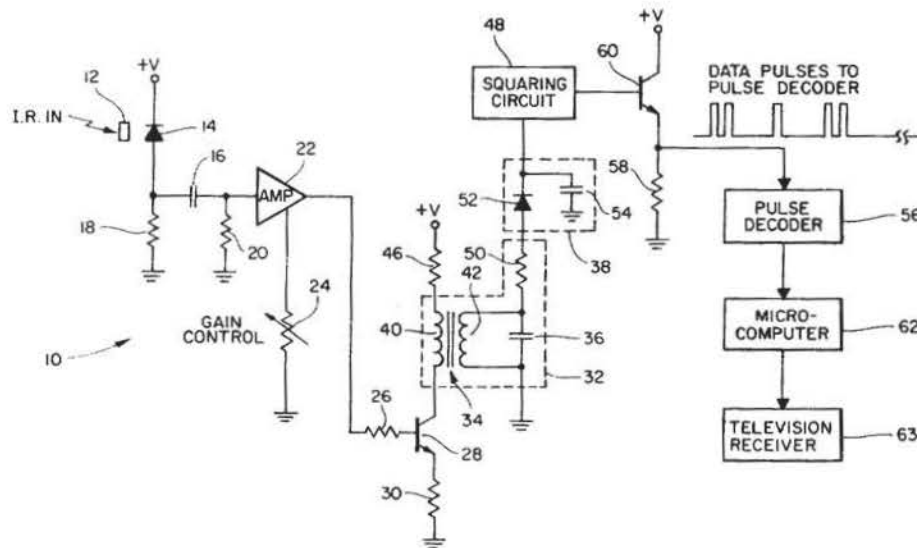 +V
48
+V
60
12
+V
SQUARING
CIRCUIT
DATA PULSES TO
PULSE DECODER
I.R. IN
14
16
22
AMP
52
54
58
PULSE
DECODER
56
18
20
+V
46
50
38
42
24
GAIN
CONTROL
40
36
MICRO-
COMPUTER
62
10
32
34
26
28
TELEVISION
RECEIVER
63
30